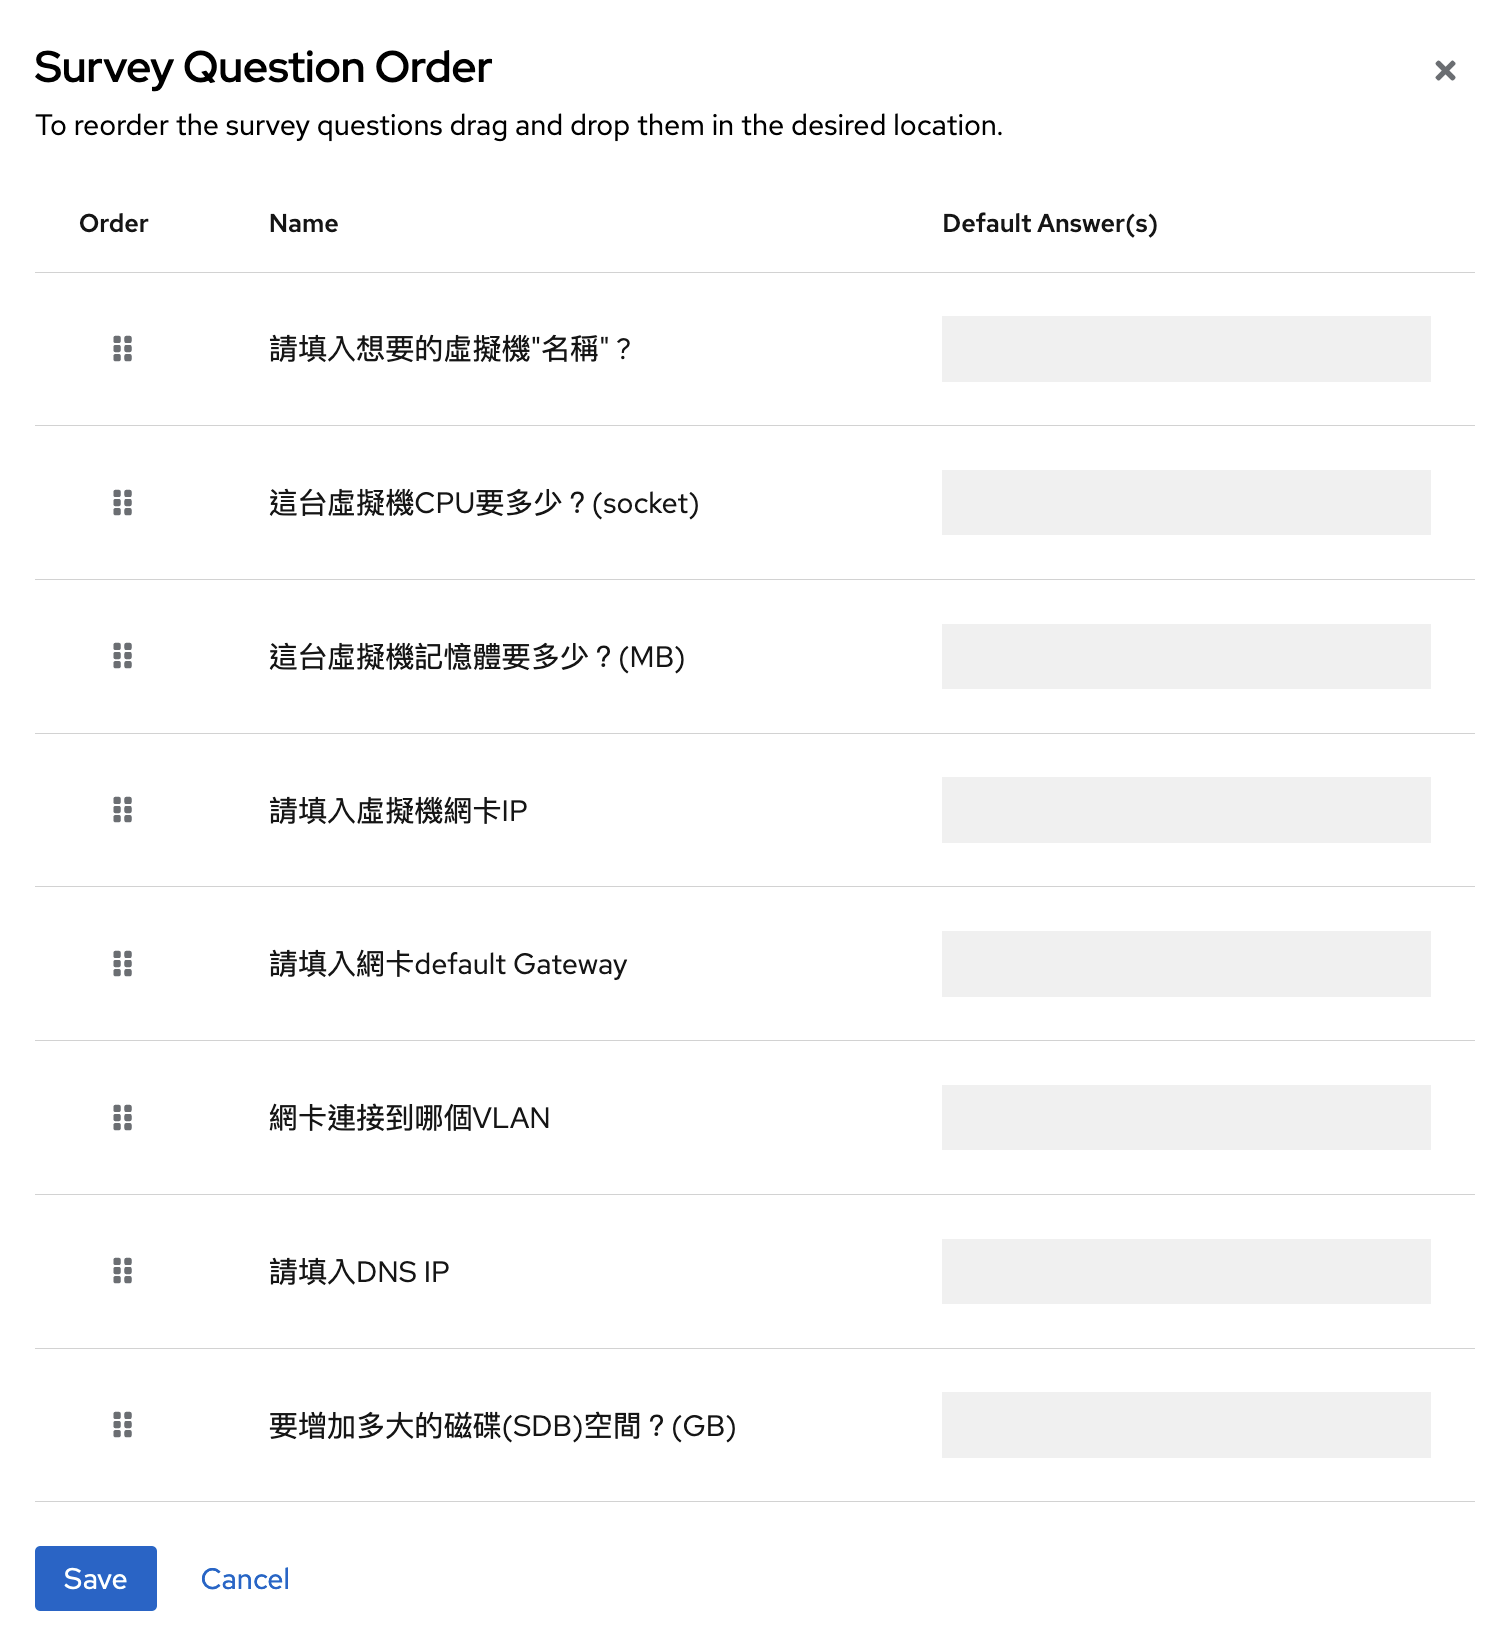 Survey Question Order
To reorder the survey questions drag and drop them in the desired location.
Order Name Default Answer(s)
請填入想要的虛擬機"名稱"？
這台虛擬機CPU要多少？(socket)
這台虛擬機記憶體要多少？(MB)
請填入虛擬機網卡IP
請填入網卡default Gateway
網卡連接到哪個VLAN
請填入DNS IP
要增加多大的磁碟(SDB)空間？(GB)
Save Cancel